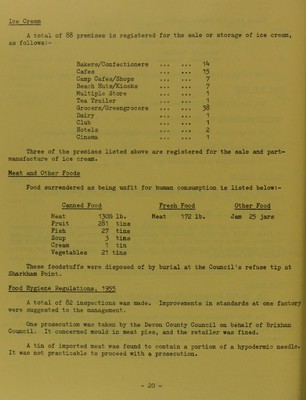 Ice Cream
A total of 88 premises is registered for the sale or storage of ice cream,
as follows:-
Bakers/Confectioners ... ... 14
Cafes ... ... 15
Camp Cafes/Shops ... ... 7
Beach Huts/Kiosks ... ... 7
Multiple Store ... ... 1
Tea Trailer ... ... 1
Grocers/Greengrocers ... ... 38
Dairy ... ... 1
Club ... ... 1
Hotels ... ... 2
Cinema ... ... 1
Three of the premises listed above are registered for the sale and part-
manufacture of ice cream.
Meat and Other Foods
Food surrendered as being unfit for human consumption is listed below:-
Canned Food Fresh Food Other Food
Meat 130¾ lb. Meat 172 lb. Jam 25 jars
Fruit 281 tins
Fish 27 tins
Soup 3 tins
Cream 1 tin
Vegetables 21 tins
These foodstuffs were disposed of by burial at the Council's refuse tip at
Sharkham Point.
Food Hygiene Regulations, 1955
A total of 82 inspections was made. Improvements in standards at one factory
were suggested to the management.
One prosecution was taken by the Devon County Council on behalf of Brixham
Council. It concerned mould in meat pies, and the retailer was fined.
A tin of imported meat was found to contain a portion of a hypodermic needle.
It was not practicable to proceed with a prosecution.
- 20 -